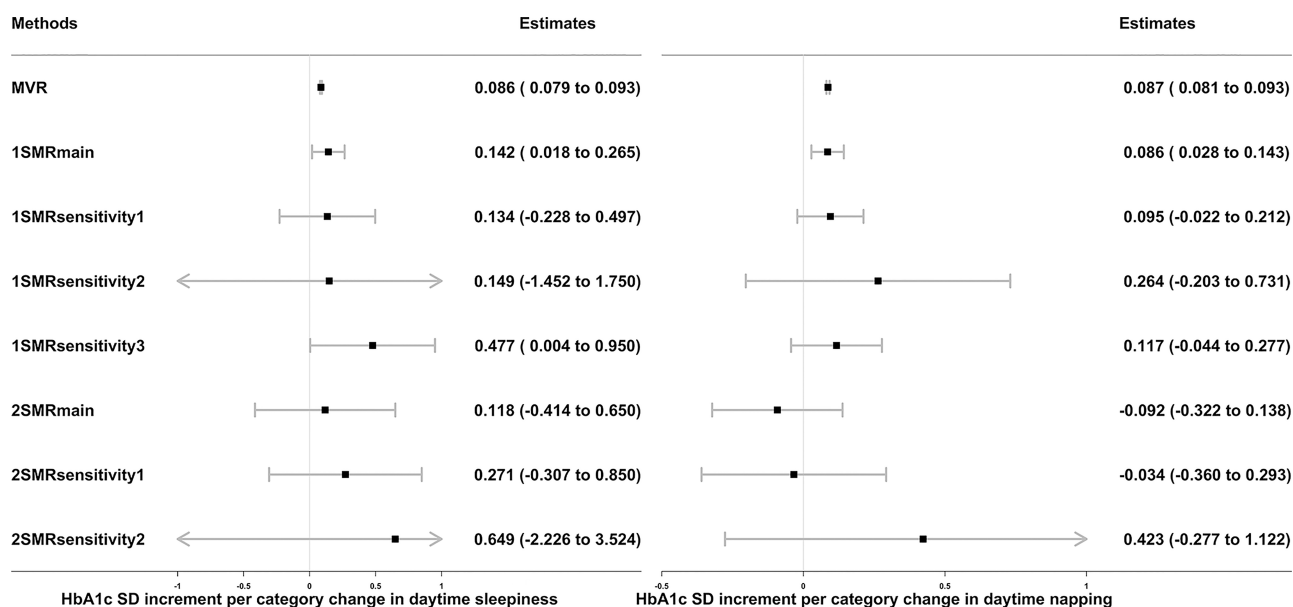 Methods Estimates Estimates
MVR 0.086 ( 0.079 to 0.093) 0.087 ( 0.081 to 0.093)
1SMRmain 0.142 ( 0.018 to 0.265) 0.086 ( 0.028 to 0.143)
1SMRsensitivity1 0.134 (-0.228 to 0.497) 0.095 (-0.022 to 0.212)
1SMRsensitivity2 0.149 (-1.452 to 1.750) 0.264 (-0.203 to 0.731)
1SMRsensitivity3 0.477 ( 0.004 to 0.950) 0.117 (-0.044 to 0.277)
2SMRmain 0.118 (-0.414 to 0.650) -0.092 (-0.322 to 0.138)
2SMRsensitivity1 0.271 (-0.307 to 0.850) -0.034 (-0.360 to 0.293)
2SMRsensitivity2 0.649 (-2.226 to 3.524) 0.423 (-0.277 to 1.122)
-1 -0.5 0 0.5 1 -0.5 0 0.5 1
HbA1c SD increment per category change in daytime sleepiness HbA1c SD increment per category change in daytime napping